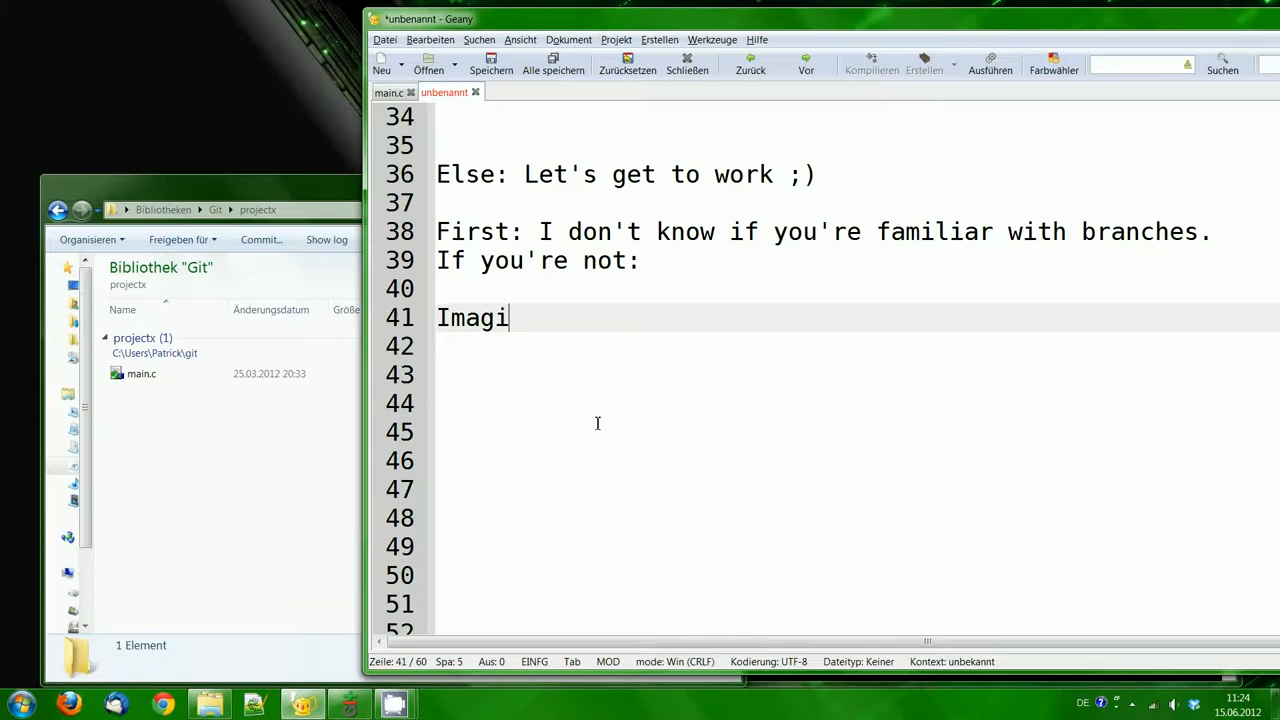 *unbenannt - Geany
Datei Bearbeiten Suchen Ansicht Dokument Projekt Erstellen Werkzeuge Hilfe
Neu Öffnen Speichern Alle speichern Zurücksetzen Schließen Zurück Vor Kompilieren Erstellen Ausführen Farbwähler Suchen
main.c unbenannt
34
35
36 Else: Let's get to work ;)
37
38 First: I don't know if you're familiar with branches.
39 If you're not:
40
41 Imagi
42
43
44
45
46
47
48
49
50
51
52
Zeile: 41 / 60 Spa: 5 Aus: 0 EINFG Tab MOD mode: Win (CRLF) Kodierung: UTF-8 Dateityp: Keiner Kontext: unbekannt
Bibliotheken Git projectx
Organisieren Freigeben für Commit... Show log
Bibliothek "Git"
projectx
Name Änderungsdatum Größe
projectx (1)
C:\Users\Patrick\git
main.c 25.03.2012 20:33
1 Element
DE 11:24
15.06.2012